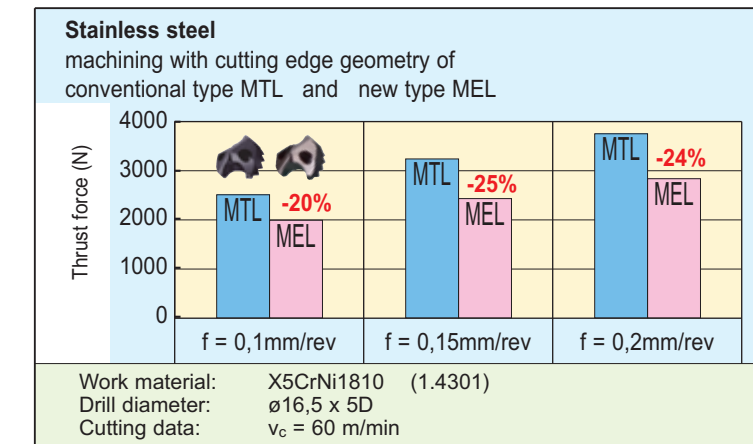 Stainless steel
machining with cutting edge geometry of
conventional type MTL and new type MEL
Thrust force (N)
4000
3000
2000
1000
0
MTL
-20%
MEL
MTL
-25%
MEL
MTL
-24%
MEL
f = 0,1mm/rev
f = 0,15mm/rev
f = 0,2mm/rev
Work material: X5CrNi1810 (1.4301)
Drill diameter: ø16,5 x 5D
Cutting data: vc = 60 m/min